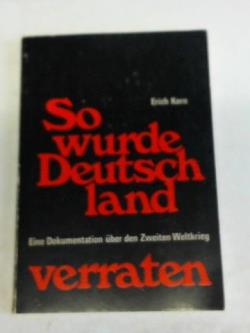 Erich Kern
So
wurde
Deutsch
land
Eine Dokumentation über den Zweiten Weltkrieg
verraten